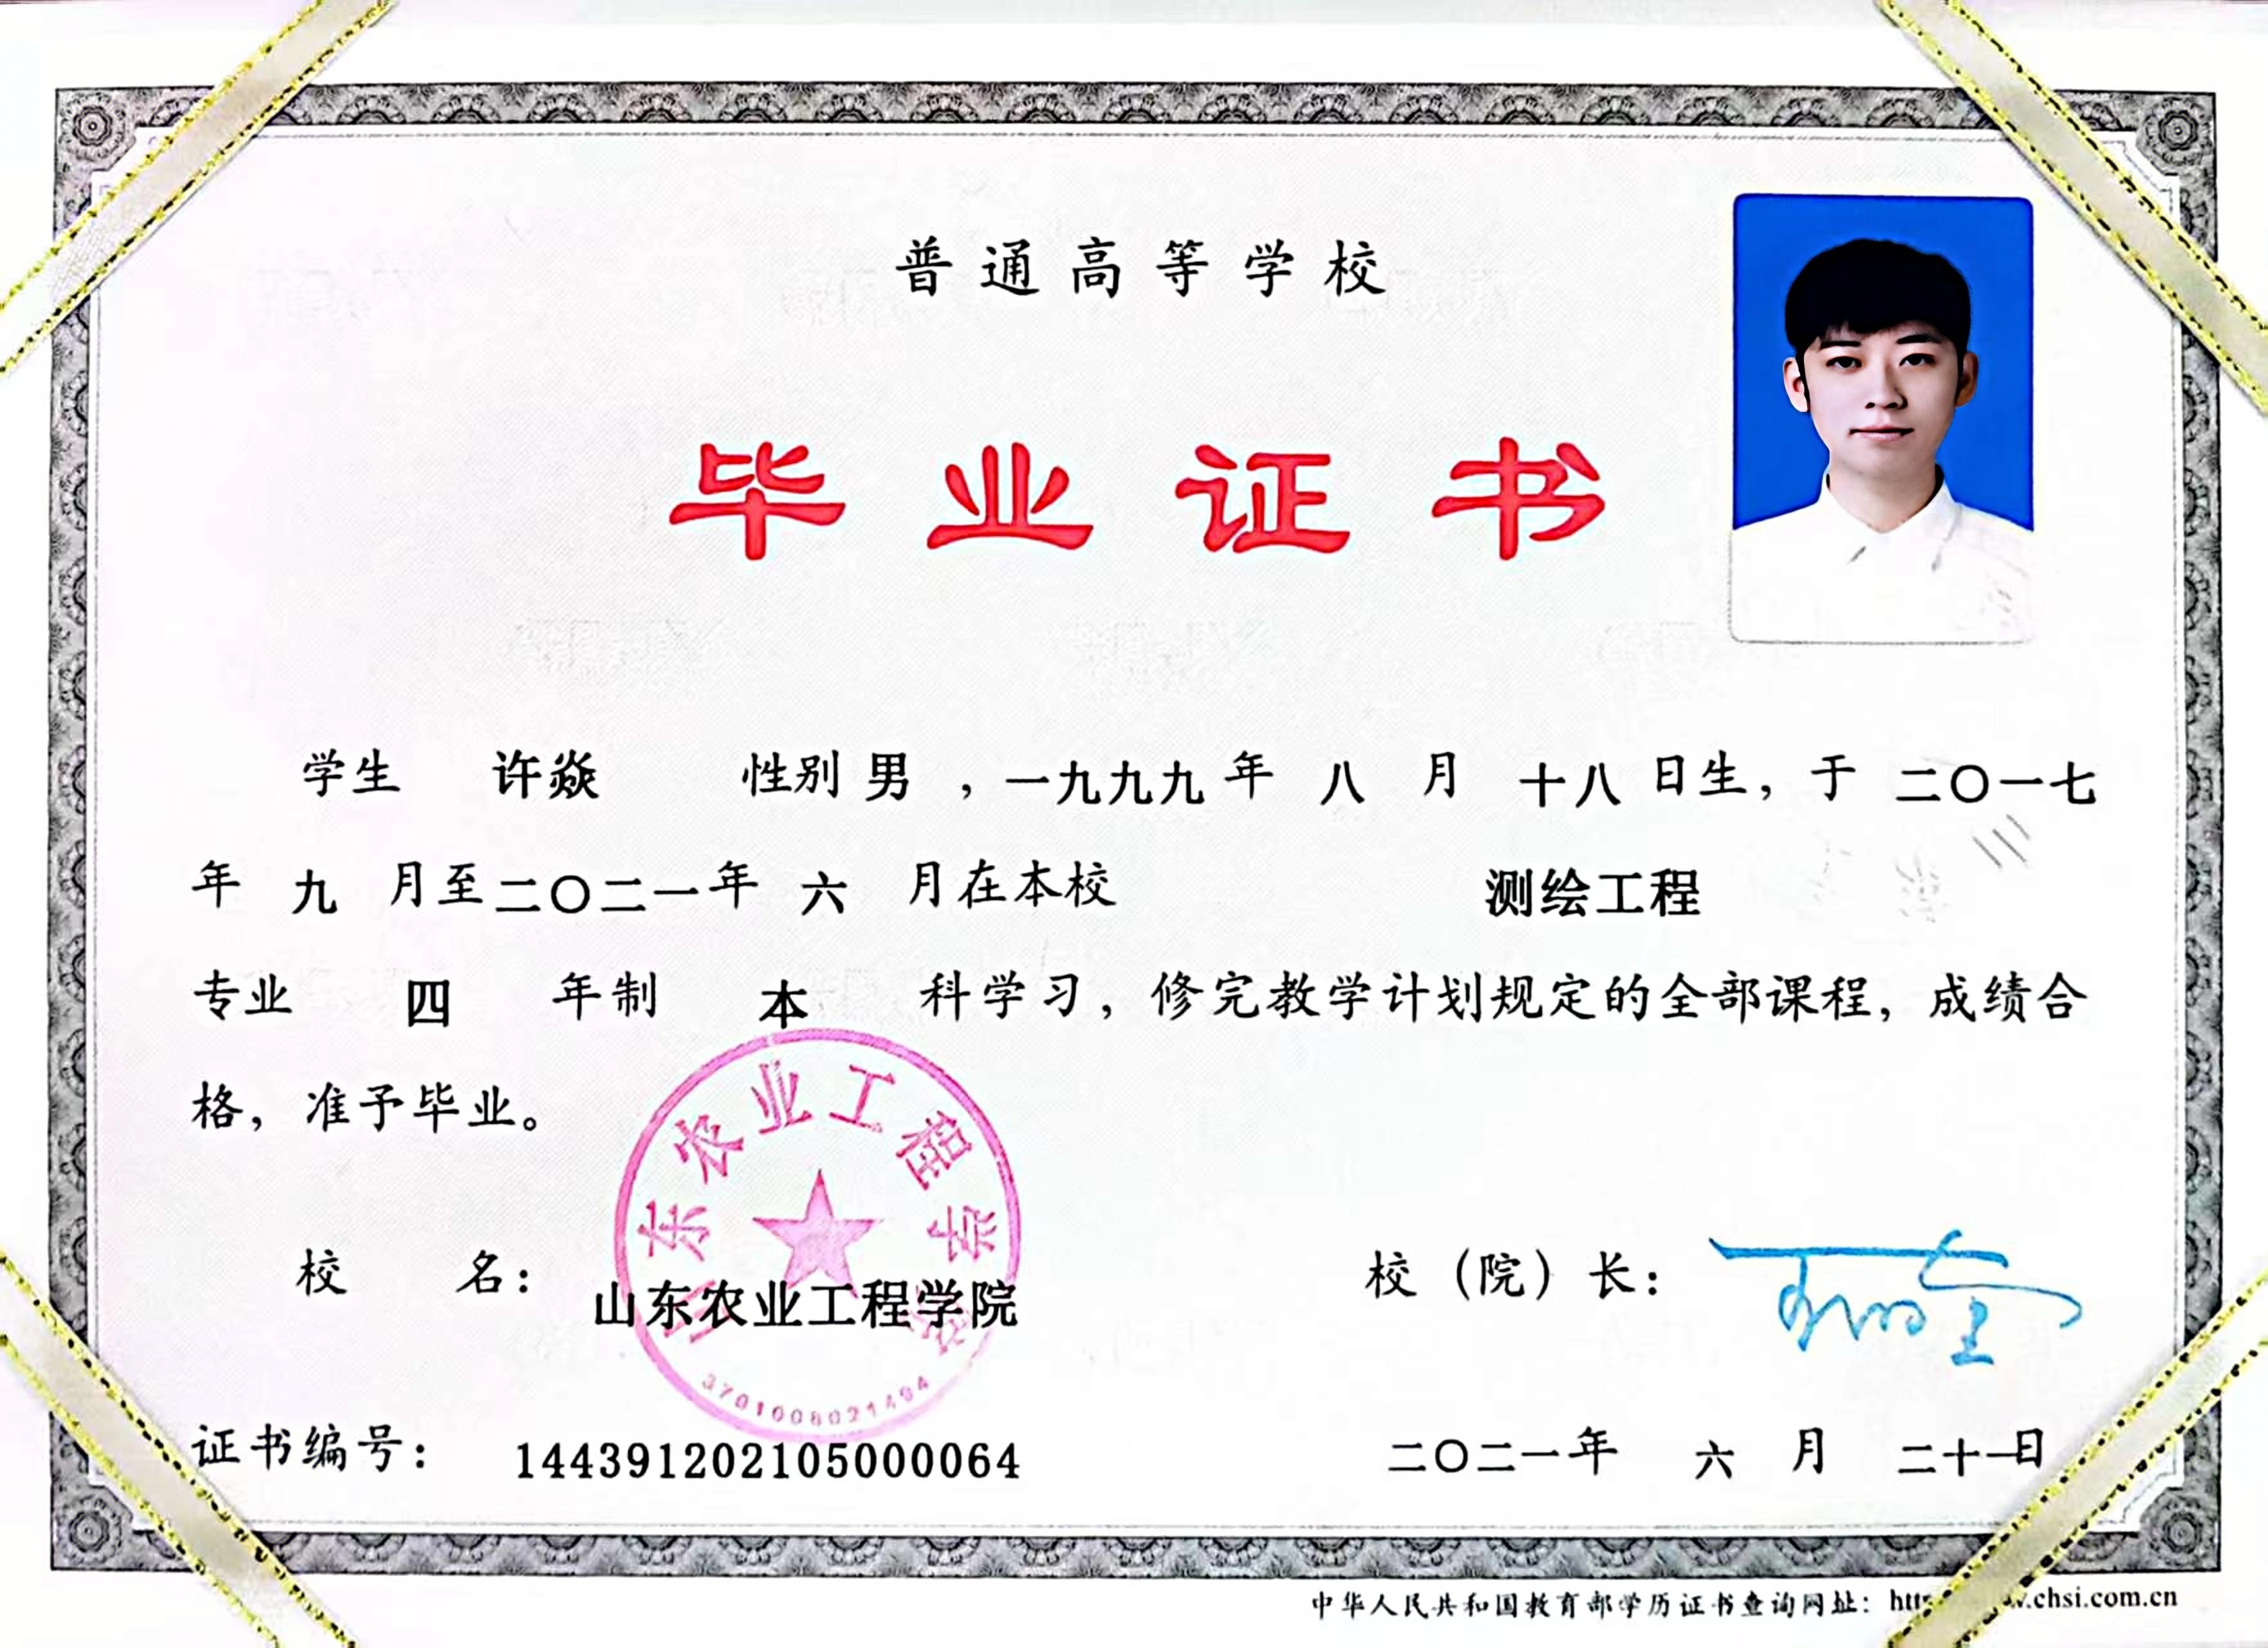 普通高等学校
毕业证书
学生 许焱 性别 男 ，一九九九 年 八 月 十八 日生，于 二〇一七
年 九 月至二〇二一年 六 月在本校 测绘工程
专业 四 年制 本 科学习，修完教学计划规定的全部课程，成绩合
格，准予毕业。
山东农业工程学院
校 名： 山东农业工程学院 校（院）长：
3701008021494
证书编号： 144391202105000064 二〇二一年 六 月 二十一日
中华人民共和国教育部学历证书查询网址：htt w.chsi.com.cn